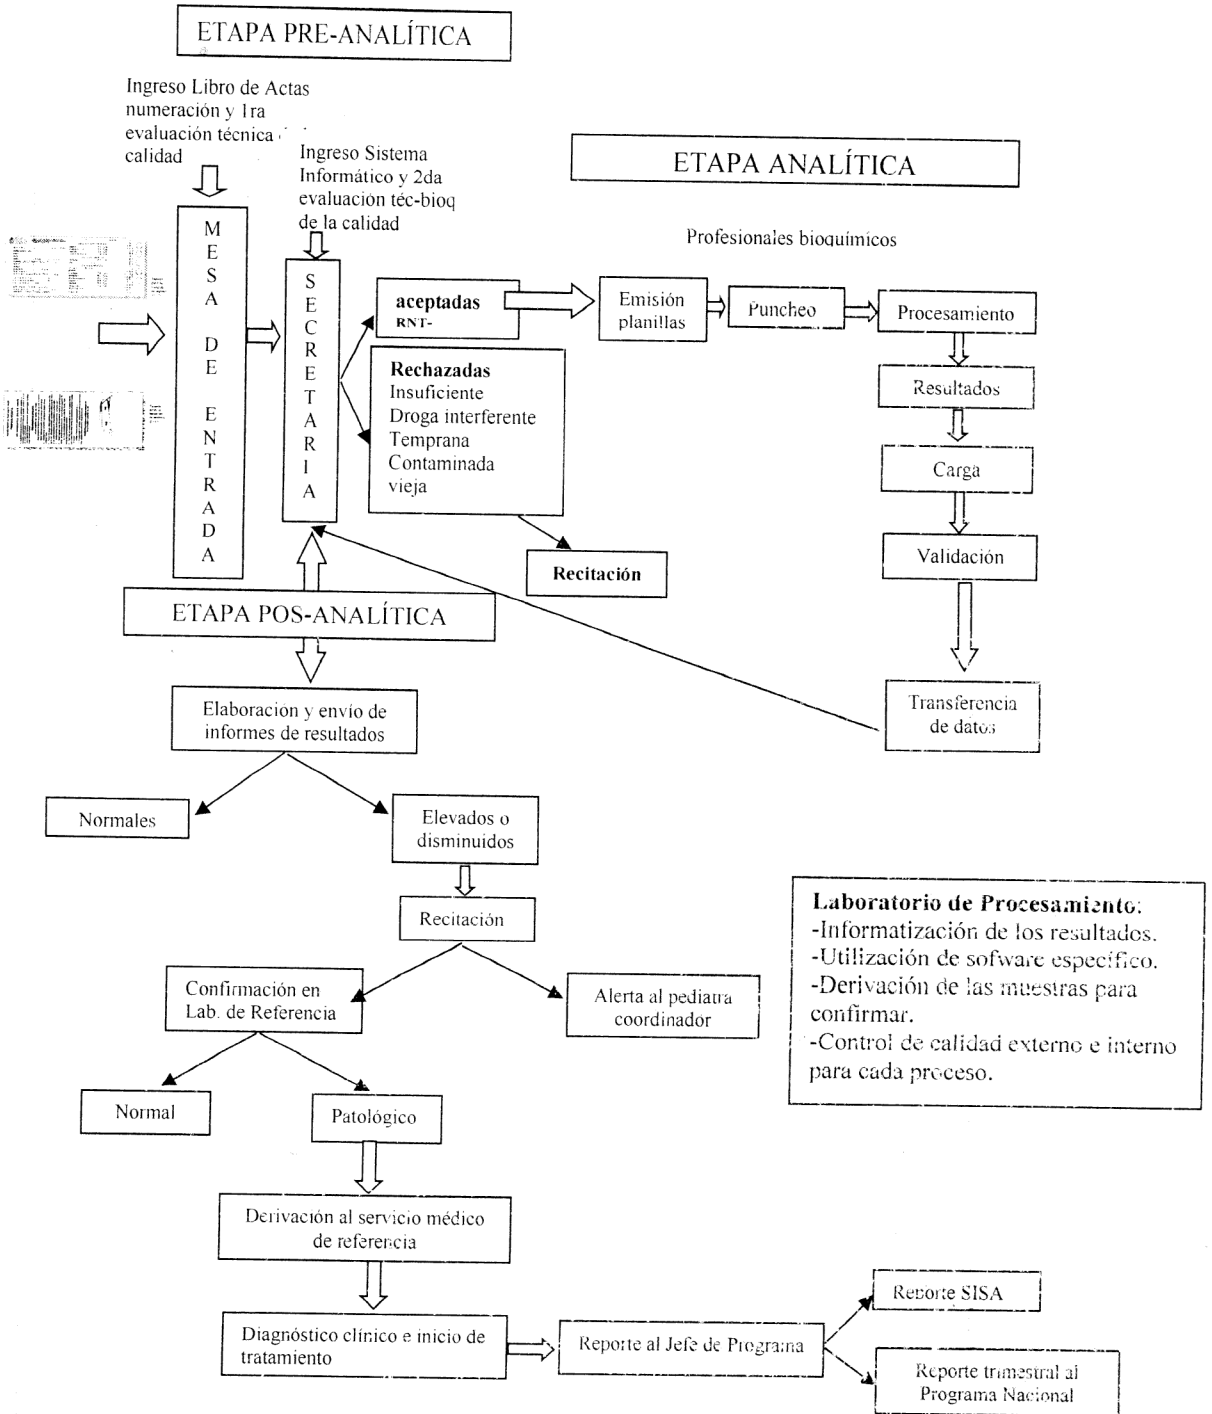 ETAPA PRE-ANALÍTICA
Ingreso Libro de Actas
numeración y 1ra
evaluación técnica
calidad
Ingreso Sistema
Informático y 2da
evaluación téc-bioq
de la calidad
ETAPA ANALÍTICA
Profesionales bioquímicos
MESA DE ENTRADA
SECRETARIA
aceptadas
RNT-
Rechazadas
Insuficiente
Droga interferente
Temprana
Contaminada
vieja
Recitación
Emisión
planillas
Puncheo
Procesamiento
Resultados
Carga
Validación
Transferencia
de datos
ETAPA POS-ANALÍTICA
Elaboración y envío de
informes de resultados
Normales
Elevados o
disminuidos
Recitación
Confirmación en
Lab. de Referencia
Alerta al pediatra
coordinador
Normal
Patológico
Derivación al servicio médico
de referencia
Diagnóstico clínico e inicio de
tratamiento
Reporte al Jefe de Programa
Reporte SISA
Reporte trimestral al
Programa Nacional
Laboratorio de Procesamiento:
-Informatización de los resultados.
-Utilización de sofware específico.
-Derivación de las muestras para
confirmar.
-Control de calidad externo e interno
para cada proceso.